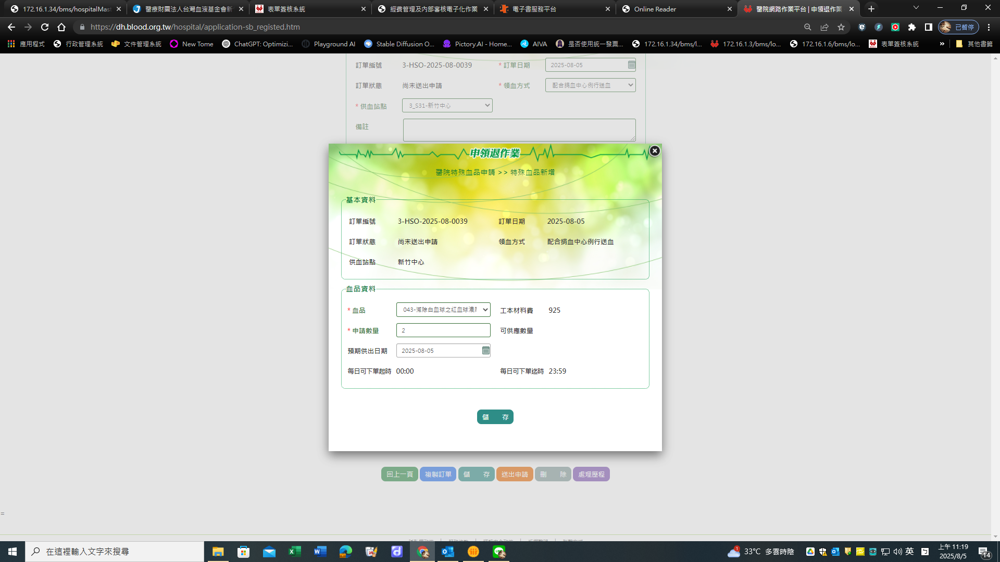 172.16.1.34/bms/hospitalMast
醫療財團法人台灣血液基金會新
表單簽核系統
經費管理及內部審核電子化作業
電子書服務平台
Online Reader
醫院網路作業平台 | 申領退作業
https://dh.blood.org.tw/hospital/application-sb_registed.htm
已暫停
應用程式
行政管理系統
文件管理系統
New Tome
ChatGPT: Optimizi...
Playground AI
Stable Diffusion O...
Pictory.AI - Home...
AIVA
是否使用統一發票...
172.16.1.34/bms/l...
172.16.1.3/bms/lo...
172.16.1.6/bms/lo...
表單簽核系統
»
其他書籤
訂單編號 3-HSO-2025-08-0039 * 訂單日期 2025-08-05
訂單狀態 尚未送出申請 * 領血方式 配合捐血中心例行送血
* 供血站點 3_S31-新竹中心
備註
申領退作業
醫院特殊血品申請 >> 特殊血品新增
基本資料
訂單編號 3-HSO-2025-08-0039 訂單日期 2025-08-05
訂單狀態 尚未送出申請 領血方式 配合捐血中心例行送血
供血站點 新竹中心
血品資料
* 血品 043-減除白血球之紅血球濃厚 工本材料費 925
* 申請數量 2 可供應數量
預期供出日期 2025-08-05
每日可下單起時 00:00 每日可下單迄時 23:59
儲 存
回上一頁 複製訂單 儲 存 送出申請 刪 除 處理歷程
=
在這裡輸入文字來搜尋
1
33°C 多雲時陰
英
上午 11:19
2025/8/5
14